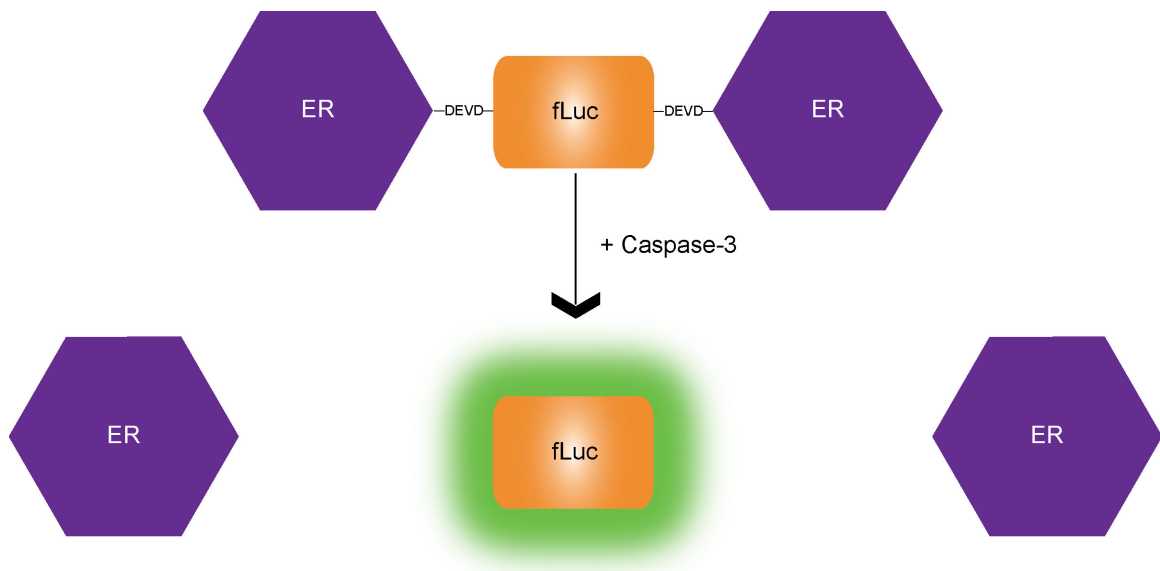 ER
DEVD
fLuc
DEVD
ER
+ Caspase-3
ER
fLuc
ER